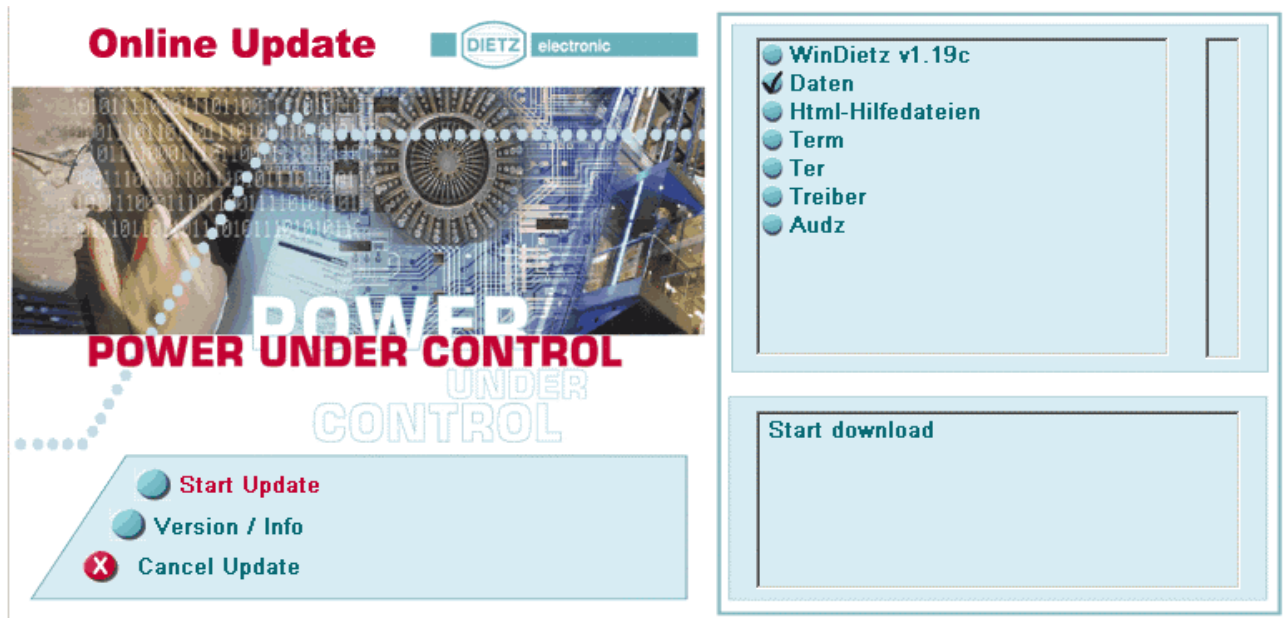 Online Update
DIETZ electronic
POWER
POWER UNDER CONTROL
UNDER
CONTROL
Start Update
Version / Info
X Cancel Update
WinDietz v1.19c
Daten
Html-Hilfedateien
Term
Ter
Treiber
Audz
Start download